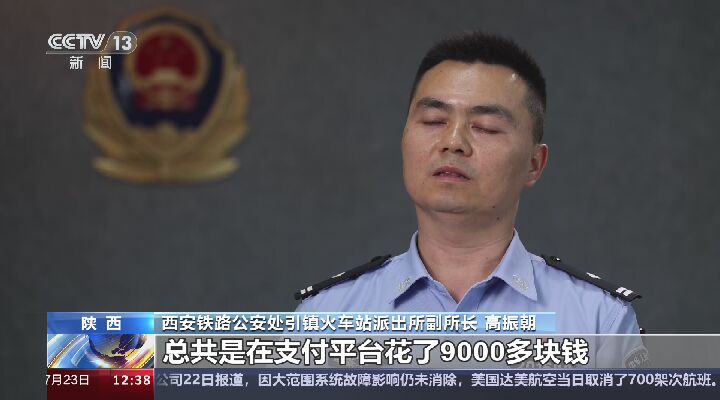 CCTV 13
新闻
陕西
西安铁路公安处引镇火车站派出所副所长 高振朝
总共是在支付平台花了9000多块钱
7月23日 12:38 公司22日报道，因大范围系统故障影响仍未消除，美国达美航空当日取消了700架次航班。